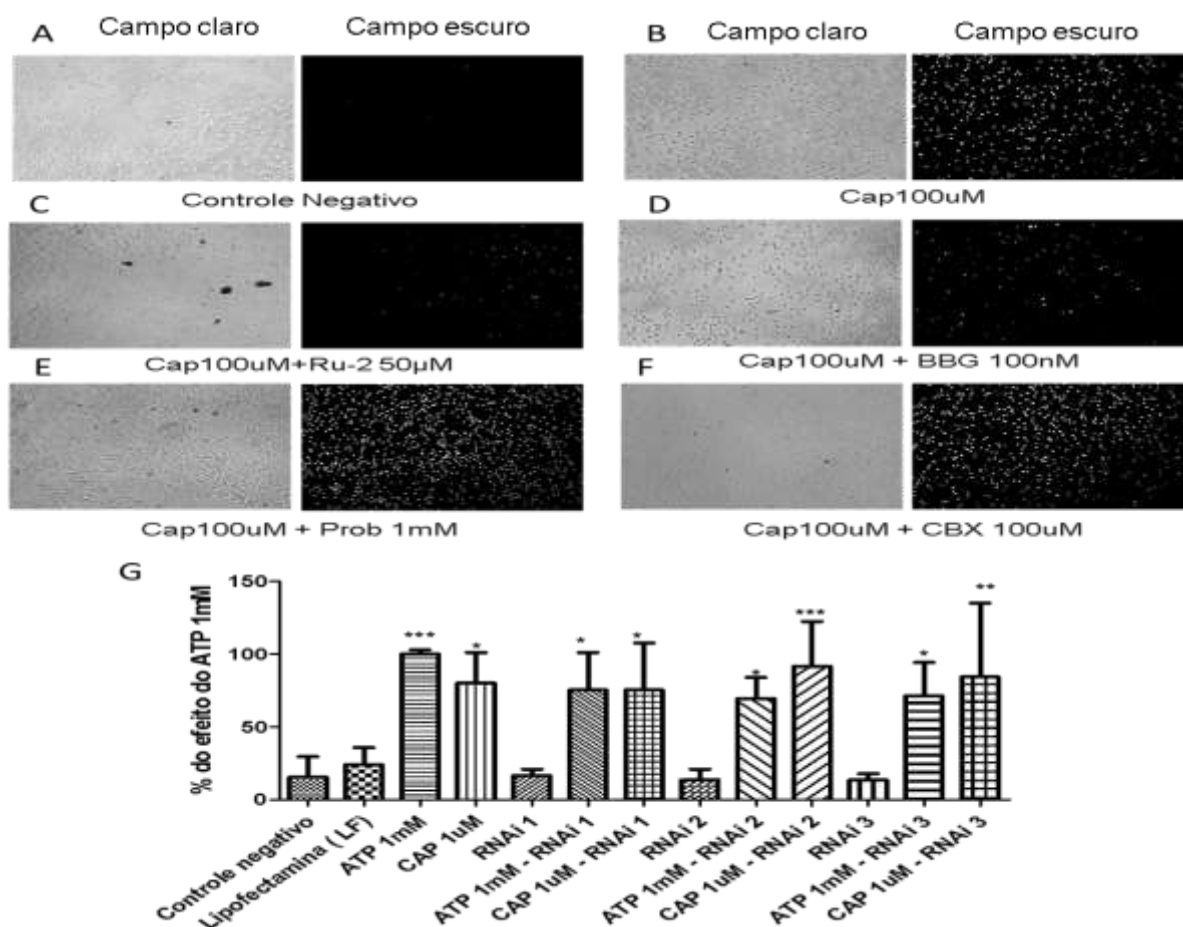 A Campo claro Campo escuro
B Campo claro Campo escuro
Controle Negativo
Cap100uM
C
D
Cap100uM+Ru-2 50µM
Cap100uM + BBG 100nM
E
F
Cap100uM + Prob 1mM
Cap100uM + CBX 100uM
G
% do efeito do ATP 1mM
150
100
50
0
***
*
*
*
*
***
*
**
Controle negativo
Lipofectamina ( LF)
ATP 1mM
CAP 1uM
RNAi 1
ATP 1mM - RNAi 1
CAP 1uM - RNAi 1
RNAi 2
ATP 1mM - RNAi 2
CAP 1uM - RNAi 2
RNAi 3
ATP 1mM - RNAi 3
CAP 1uM - RNAi 3